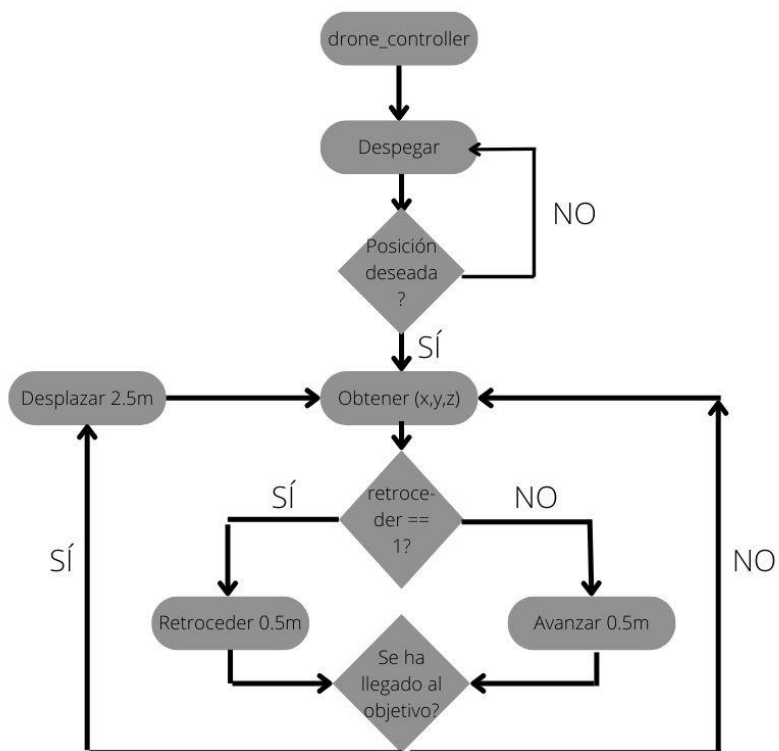 drone_controller
Despegar
NO
Posición
deseada
?
SÍ
Desplazar 2.5m
Obtener (x,y,z)
SÍ
retroce-
der ==
1?
NO
SÍ
NO
Retroceder 0.5m
Avanzar 0.5m
Se ha
llegado al
objetivo?